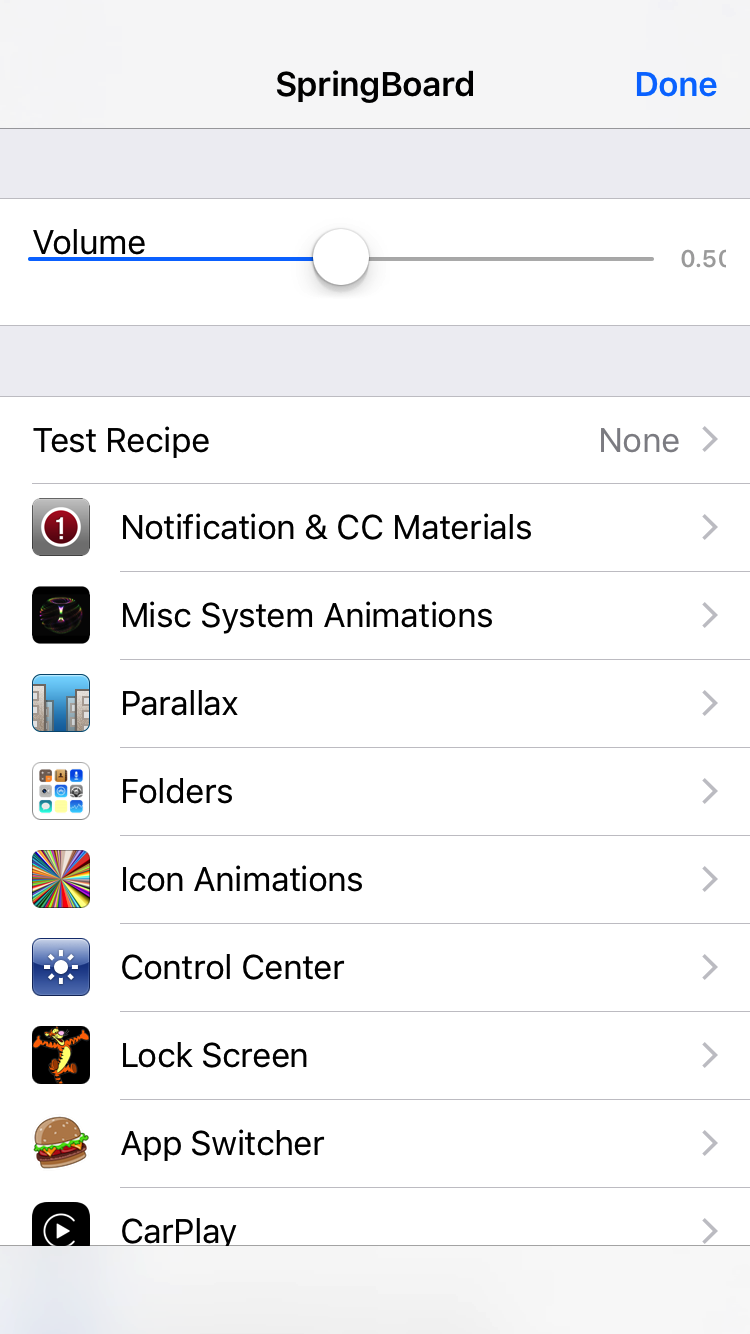 SpringBoard
Done
Volume
0.50
Test Recipe
None
Notification & CC Materials
Misc System Animations
Parallax
Folders
Icon Animations
Control Center
Lock Screen
App Switcher
CarPlay